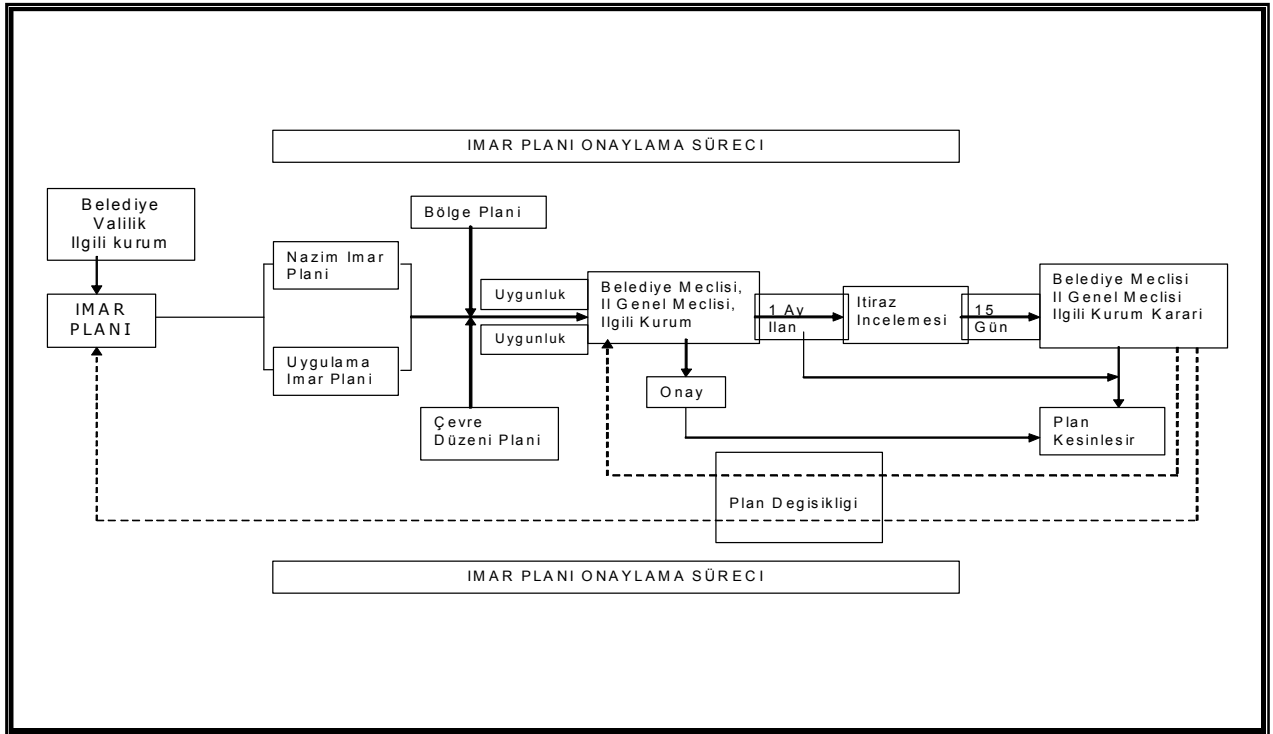 IMAR PLANI ONAYLAMA SÜRECI
Belediye
Valilik
Ilgili kurum
IMAR
PLANI
Nazim Imar
Plani
Uygulama
Imar Plani
Bölge Plani
Çevre
Düzeni Plani
Uygunluk
Uygunluk
Belediye Meclisi,
Il Genel Meclisi,
Ilgili Kurum
1 Ay
Ilan
Itiraz
Incelemesi
15
Gün
Belediye Meclisi
Il Genel Meclisi
Ilgili Kurum Karari
Onay
Plan
Kesinlesir
Plan Degisikligi
IMAR PLANI ONAYLAMA SÜRECI